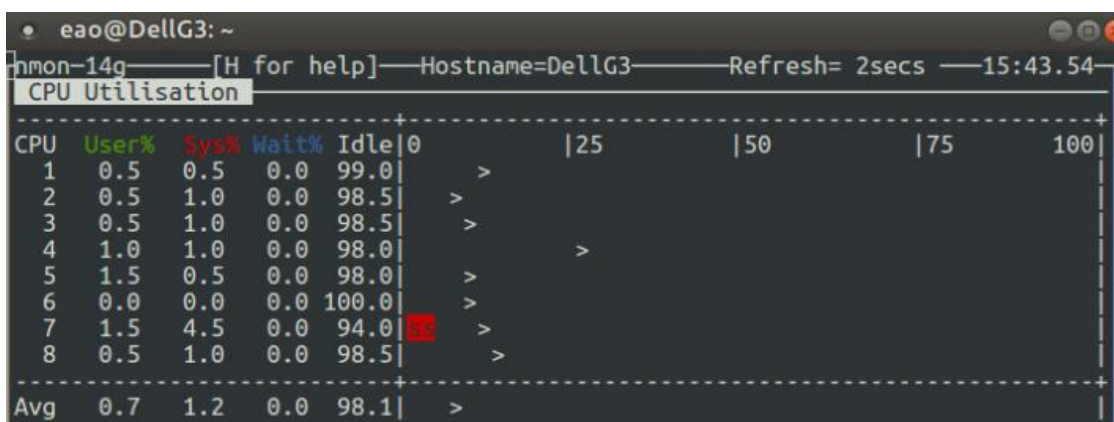 eao@DellG3: ~
nmon-14g [H for help] Hostname=DellG3 Refresh= 2secs 15:43.54
CPU Utilisation
CPU User% Sys% Wait% Idle|0 |25 |50 |75 100|
1 0.5 0.5 0.0 99.0| > |
2 0.5 1.0 0.0 98.5| > |
3 0.5 1.0 0.0 98.5| > |
4 1.0 1.0 0.0 98.0| > |
5 1.5 0.5 0.0 98.0| > |
6 0.0 0.0 0.0 100.0| > |
7 1.5 4.5 0.0 94.0|ss > |
8 0.5 1.0 0.0 98.5| > |
Avg 0.7 1.2 0.0 98.1| > |